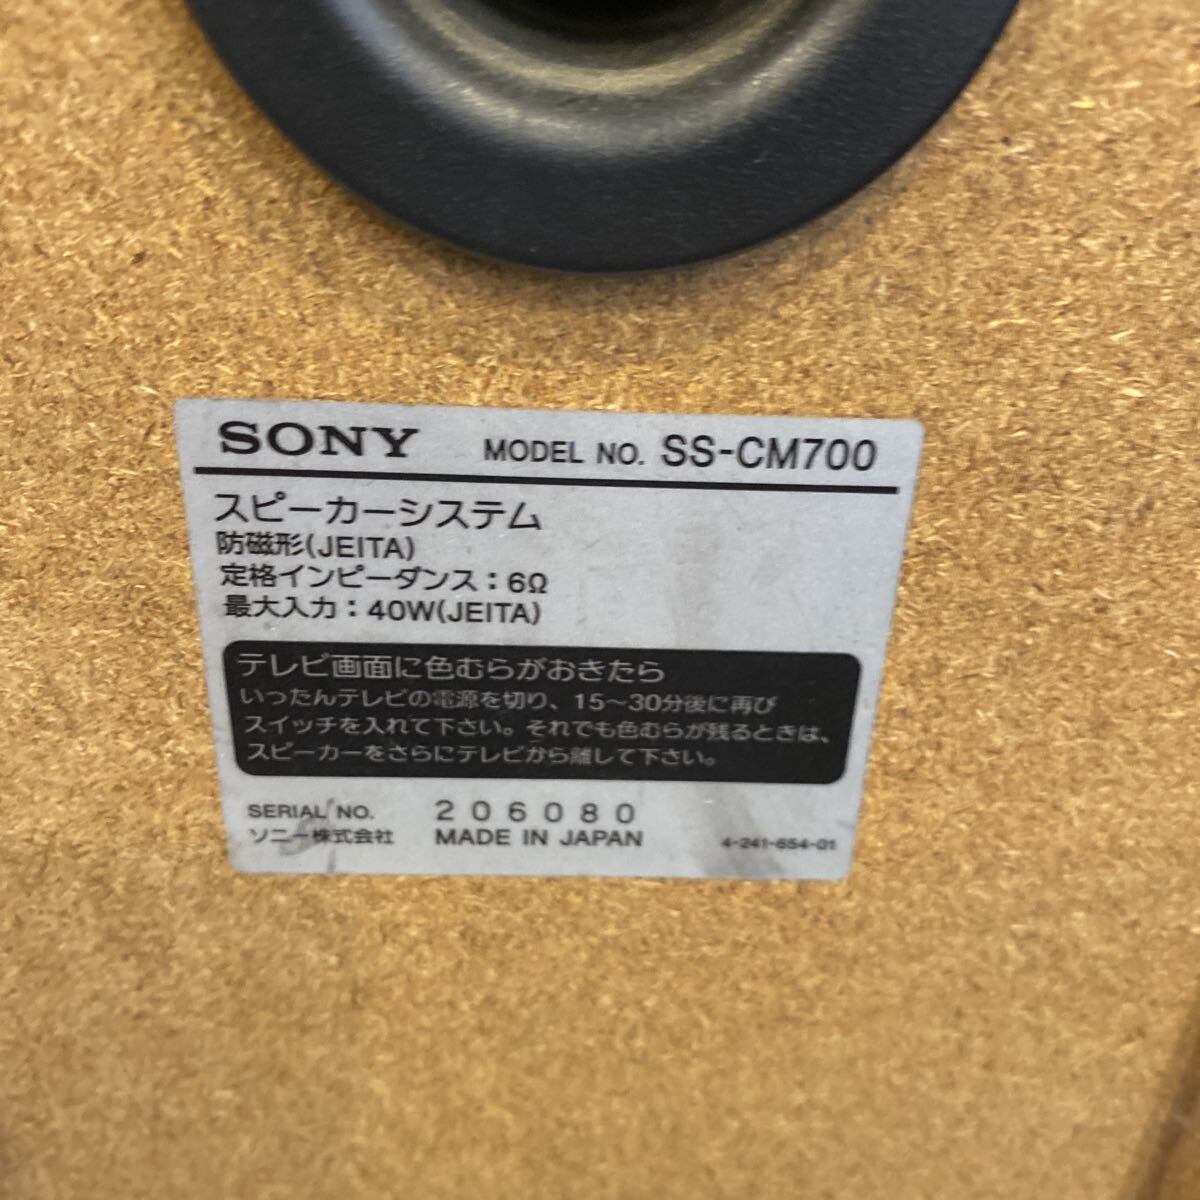 SONY MODEL NO. SS-CM700
スピーカーシステム
防磁形(JEITA)
定格インピーダンス：6Ω
最大入力：40W(JEITA)
テレビ画面に色むらがおきたら
いったんテレビの電源を切り、15～30分後に再び
スイッチを入れて下さい。それでも色むらが残るときは、
スピーカーをさらにテレビから離して下さい。
SERIAL NO. 206080
ソニー株式会社 MADE IN JAPAN 4-241-654-01